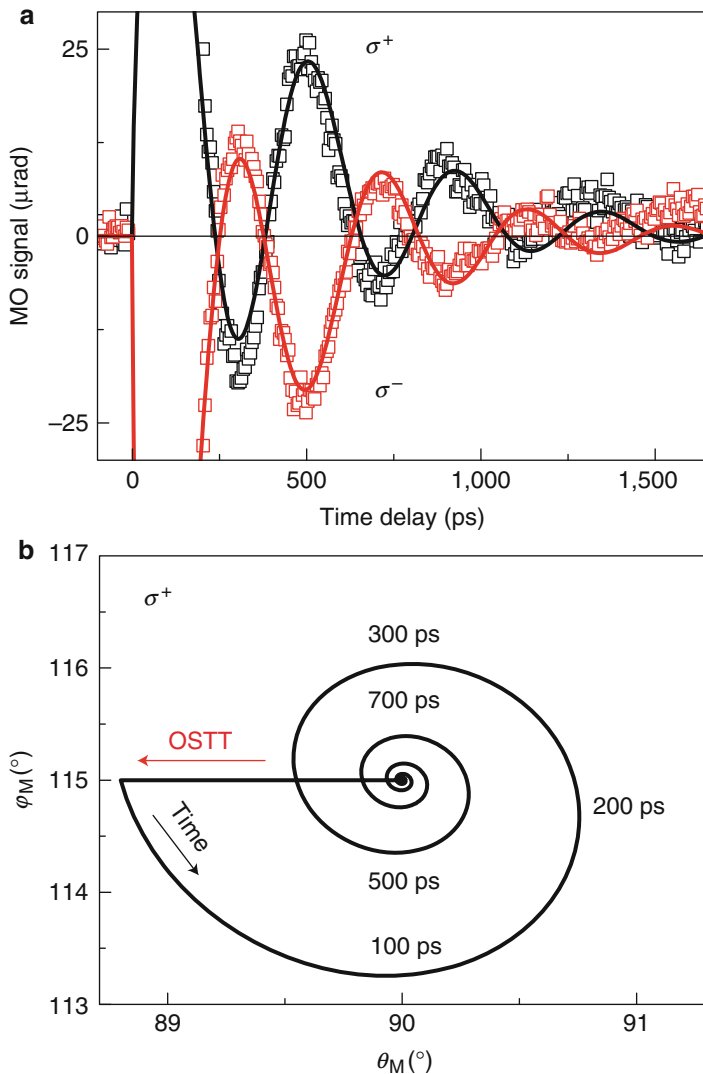 a
σ+
σ−
25
0
−25
MO signal (μrad)
0
500
1,000
1,500
Time delay (ps)
b
σ+
117
116
115
114
113
φM(°)
300 ps
700 ps
OSTT
Time
200 ps
500 ps
100 ps
89
90
91
θM(°)